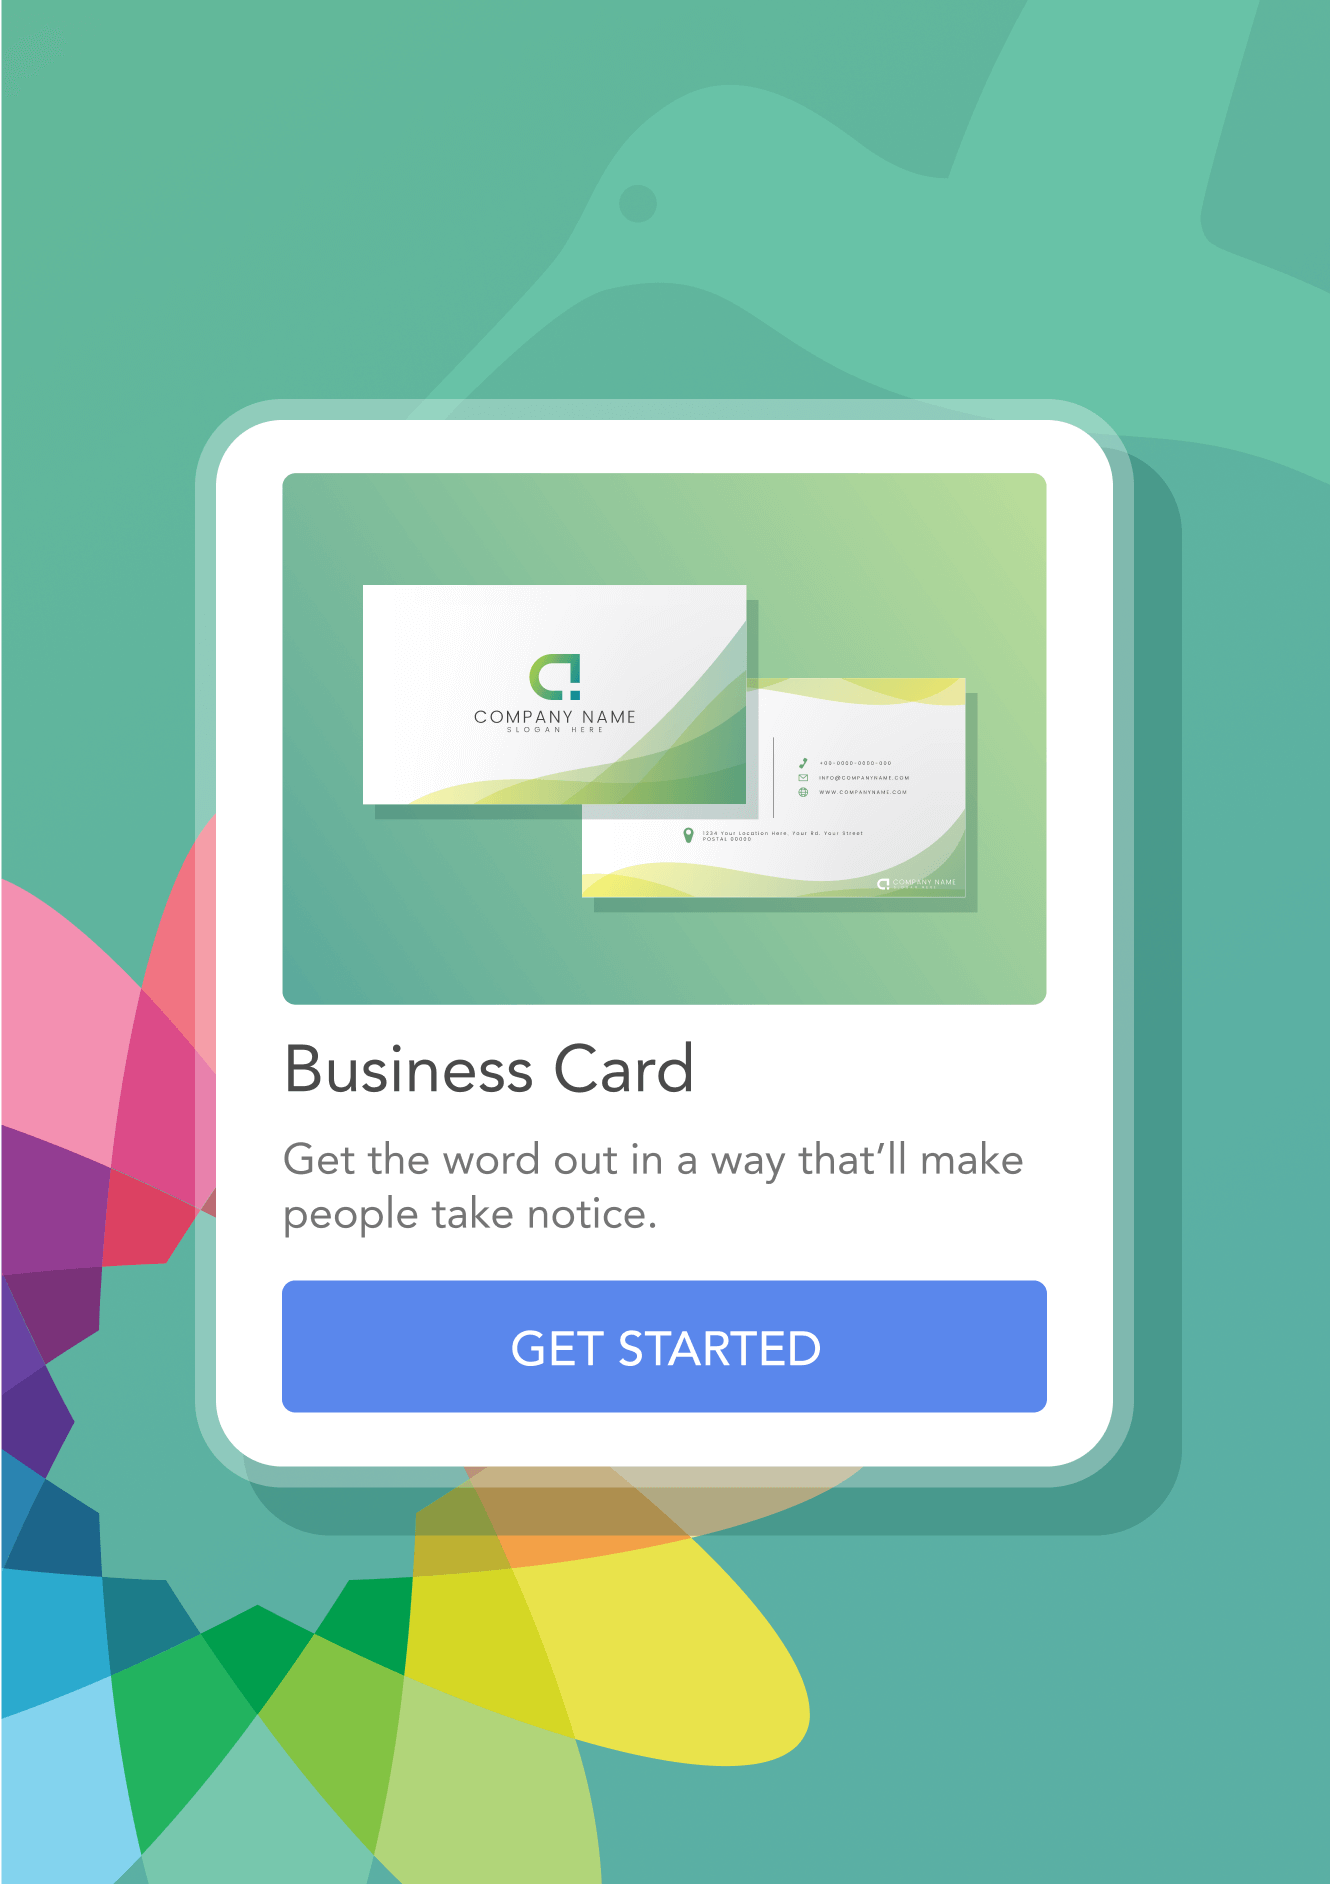 COMPANY NAME
SLOGAN HERE
+00-0000-0000-000
INFO@COMPANYNAME.COM
WWW.COMPANYNAME.COM
1234 Your Location Here, Your Rd, Your Street
POSTAL 00000
COMPANY NAME
SLOGAN HERE
Business Card
Get the word out in a way that’ll make
people take notice.
GET STARTED